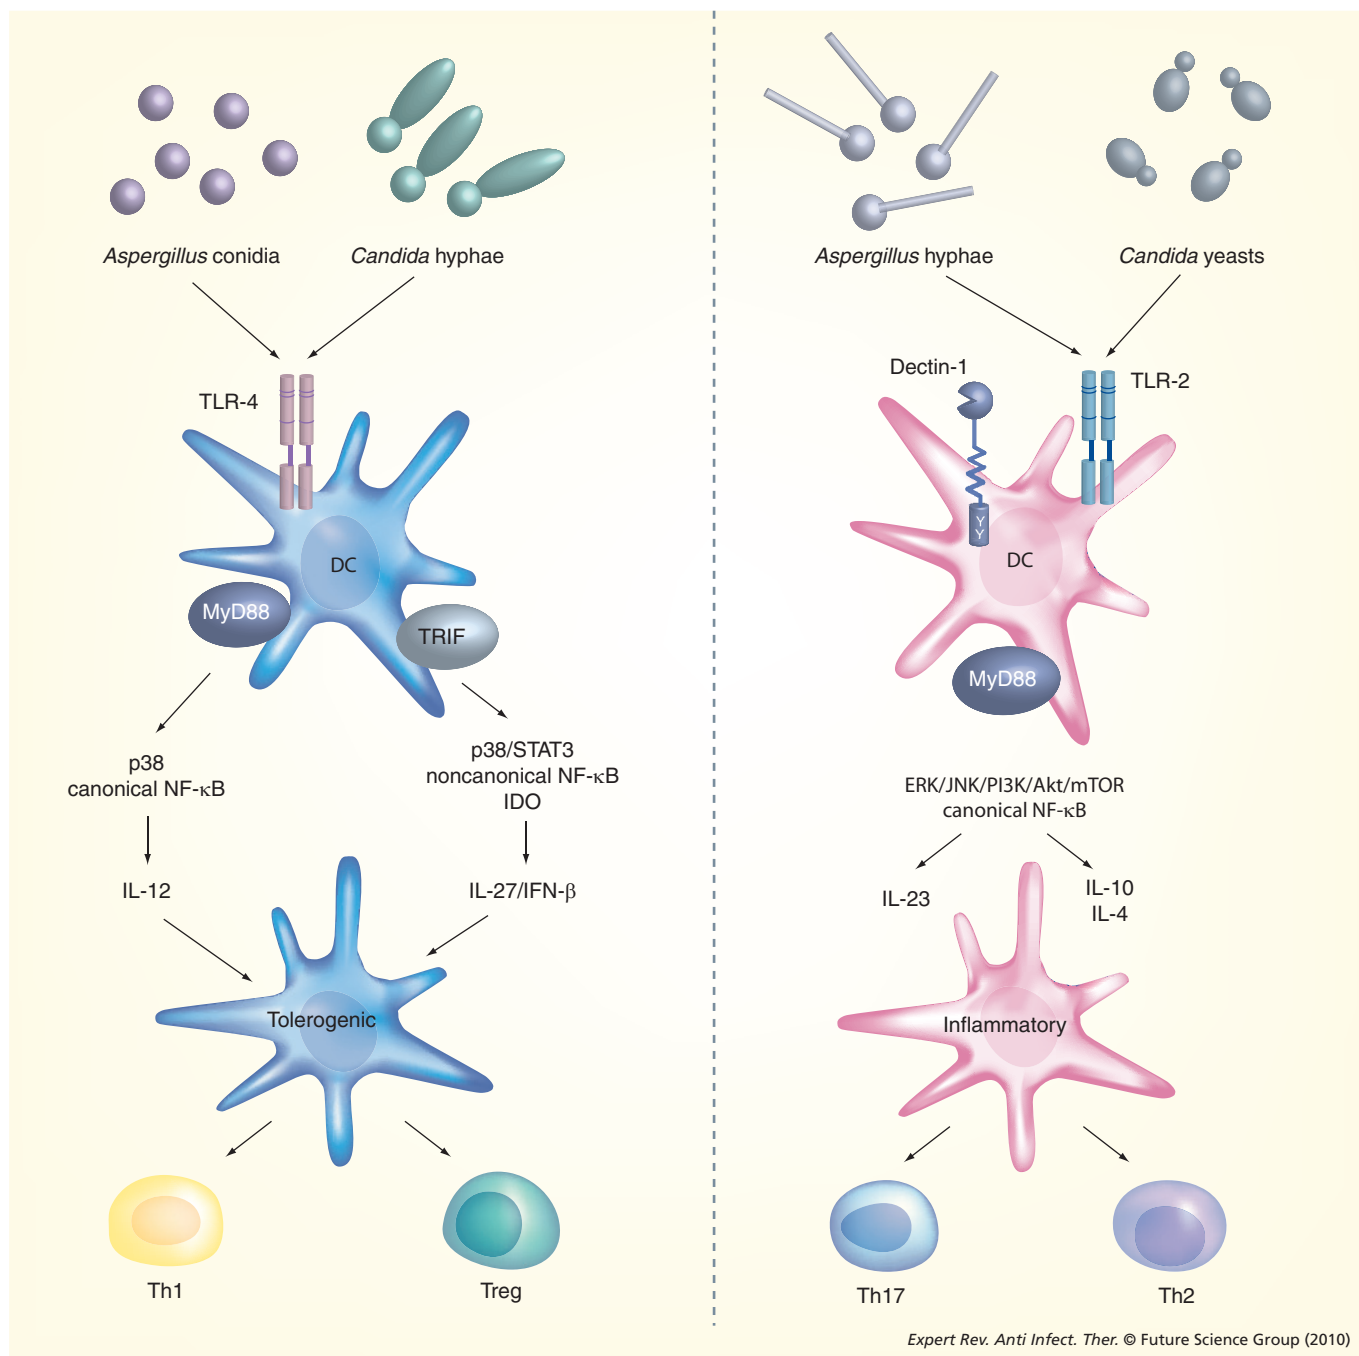 Aspergillus conidia
Candida hyphae
TLR-4
DC
MyD88
TRIF
p38
canonical NF-κB
p38/STAT3
noncanonical NF-κB
IDO
IL-12
IL-27/IFN-β
Tolerogenic
Th1
Treg
Aspergillus hyphae
Candida yeasts
Dectin-1
TLR-2
Y
Y
DC
MyD88
ERK/JNK/PI3K/Akt/mTOR
canonical NF-κB
IL-23
IL-10
IL-4
Inflammatory
Th17
Th2
Expert Rev. Anti Infect. Ther. © Future Science Group (2010)